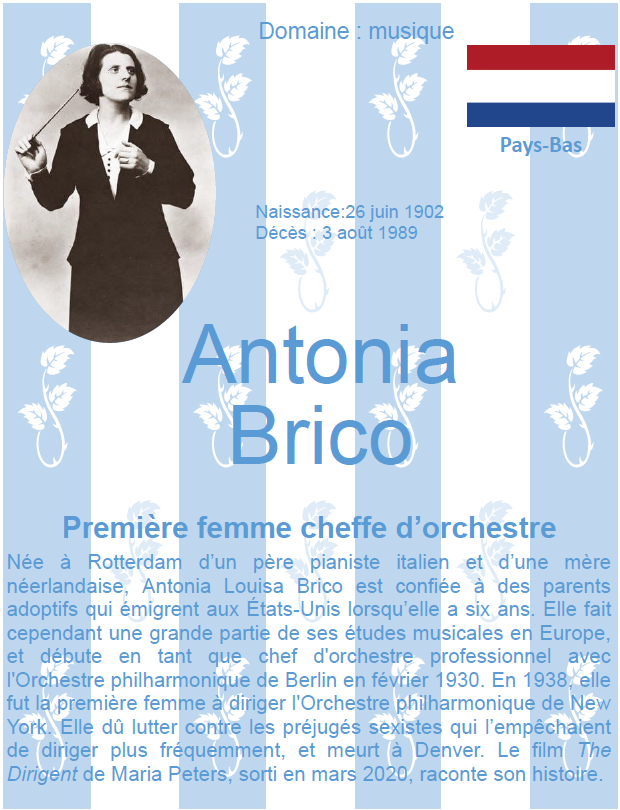 Domaine : musique
Pays-Bas
Naissance:26 juin 1902
Décès : 3 août 1989
Antonia
Brico
Première femme cheffe d’orchestre
Née à Rotterdam d’un père pianiste italien et d’une mère
néerlandaise, Antonia Louisa Brico est confiée à des parents
adoptifs qui émigrent aux États-Unis lorsqu’elle a six ans. Elle fait
cependant une grande partie de ses études musicales en Europe,
et débute en tant que chef d'orchestre professionnel avec
l'Orchestre philharmonique de Berlin en février 1930. En 1938, elle
fut la première femme à diriger l'Orchestre philharmonique de New
York. Elle dû lutter contre les préjugés sexistes qui l’empêchaient
de diriger plus fréquemment, et meurt à Denver. Le film The
Dirigent de Maria Peters, sorti en mars 2020, raconte son histoire.